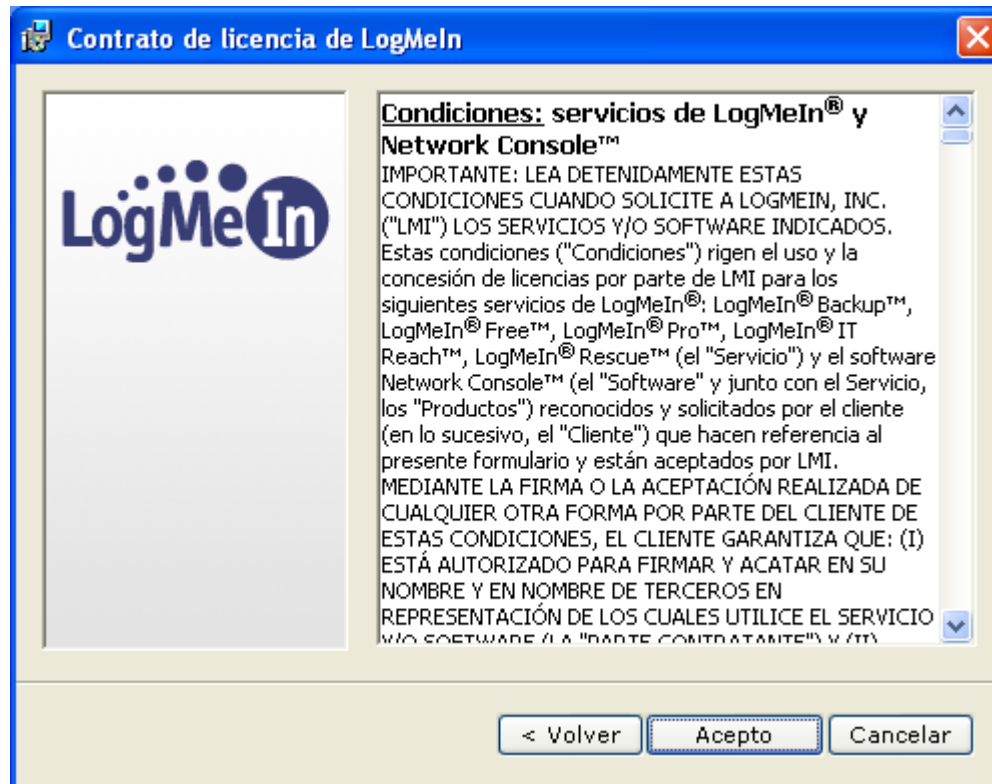 Contrato de licencia de LogMeIn
LogMeIn
Condiciones: servicios de LogMeIn® y
Network Console™
IMPORTANTE: LEA DETENIDAMENTE ESTAS
CONDICIONES CUANDO SOLICITE A LOGMEIN, INC.
("LMI") LOS SERVICIOS Y/O SOFTWARE INDICADOS.
Estas condiciones ("Condiciones") rigen el uso y la
concesión de licencias por parte de LMI para los
siguientes servicios de LogMeIn®: LogMeIn® Backup™,
LogMeIn® Free™, LogMeIn® Pro™, LogMeIn® IT
Reach™, LogMeIn® Rescue™ (el "Servicio") y el software
Network Console™ (el "Software" y junto con el Servicio,
los "Productos") reconocidos y solicitados por el cliente
(en lo sucesivo, el "Cliente") que hacen referencia al
presente formulario y están aceptados por LMI.
MEDIANTE LA FIRMA O LA ACEPTACIÓN REALIZADA DE
CUALQUIER OTRA FORMA POR PARTE DEL CLIENTE DE
ESTAS CONDICIONES, EL CLIENTE GARANTIZA QUE: (I)
ESTÁ AUTORIZADO PARA FIRMAR Y ACATAR EN SU
NOMBRE Y EN NOMBRE DE TERCEROS EN
REPRESENTACIÓN DE LOS CUALES UTILICE EL SERVICIO
Y/O SOFTWARE (LA "PARTE CONTRATANTE") Y (II)
< Volver
Acepto
Cancelar